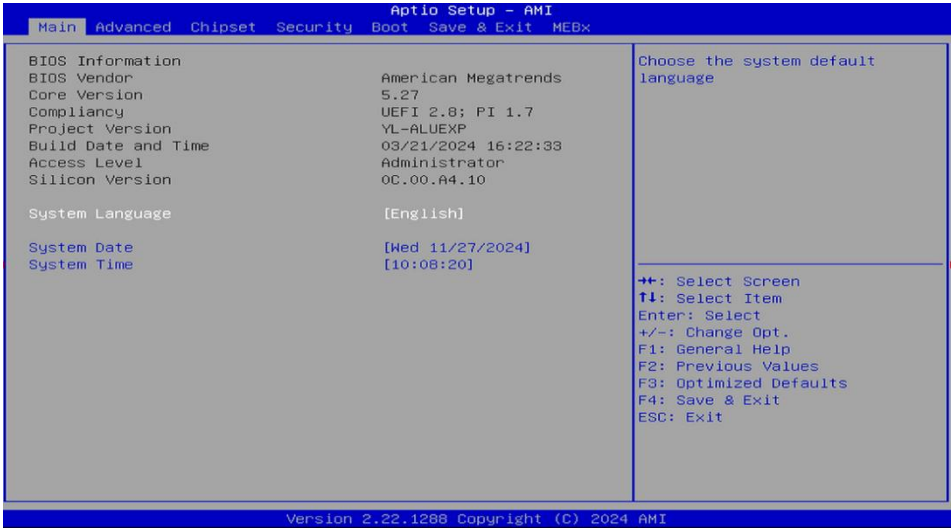 Aptio Setup – AMI
Main Advanced Chipset Security Boot Save & Exit MEBx
BIOS Information
BIOS Vendor American Megatrends
Core Version 5.27
Compliancy UEFI 2.8; PI 1.7
Project Version YL-ALUEXP
Build Date and Time 03/21/2024 16:22:33
Access Level Administrator
Silicon Version 0C.00.A4.10
System Language [English]
System Date [Wed 11/27/2024]
System Time [10:08:20]
Choose the system default
language
→←: Select Screen
↑↓: Select Item
Enter: Select
+/-: Change Opt.
F1: General Help
F2: Previous Values
F3: Optimized Defaults
F4: Save & Exit
ESC: Exit
Version 2.22.1288 Copyright (C) 2024 AMI